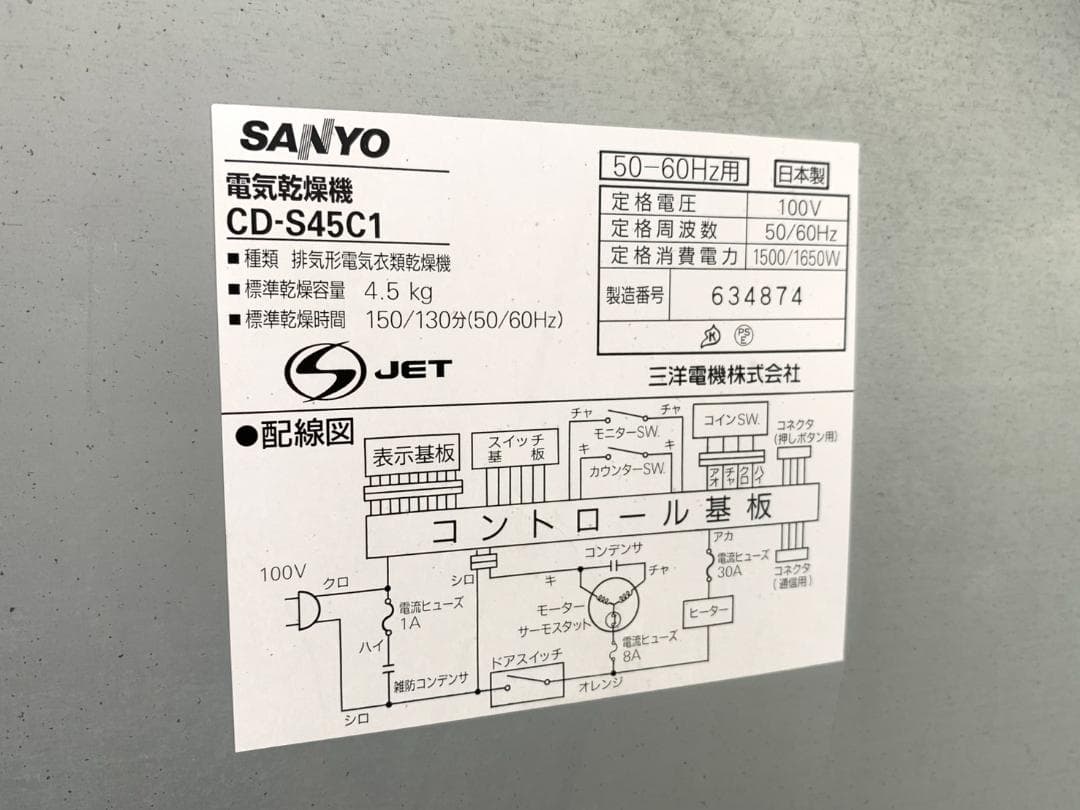 SANYO
電気乾燥機
CD-S45C1
■種類 排気形電気衣類乾燥機
■標準乾燥容量 4.5 kg
■標準乾燥時間 150/130分(50/60Hz)
S JET
50-60Hz用 日本製
定格電圧 100V
定格周波数 50/60Hz
定格消費電力 1500/1650W
製造番号 634874
K PS E
三洋電機株式会社
●配線図
表示基板
スイッチ
基板
チャ チャ
モニターSW.
キ キ
カウンターSW.
コインSW.
アオ チャ クロ ハイ
コネクタ
(押しボタン用)
コントロール基板
100V
クロ
電流ヒューズ
1A
ハイ
雑防コンデンサ
シロ
シロ
キ
コンデンサ
チャ
モーター
サーモスタット
電流ヒューズ
8A
ドアスイッチ
オレンジ
アカ
電流ヒューズ
30A
ヒーター
コネクタ
(通信用)